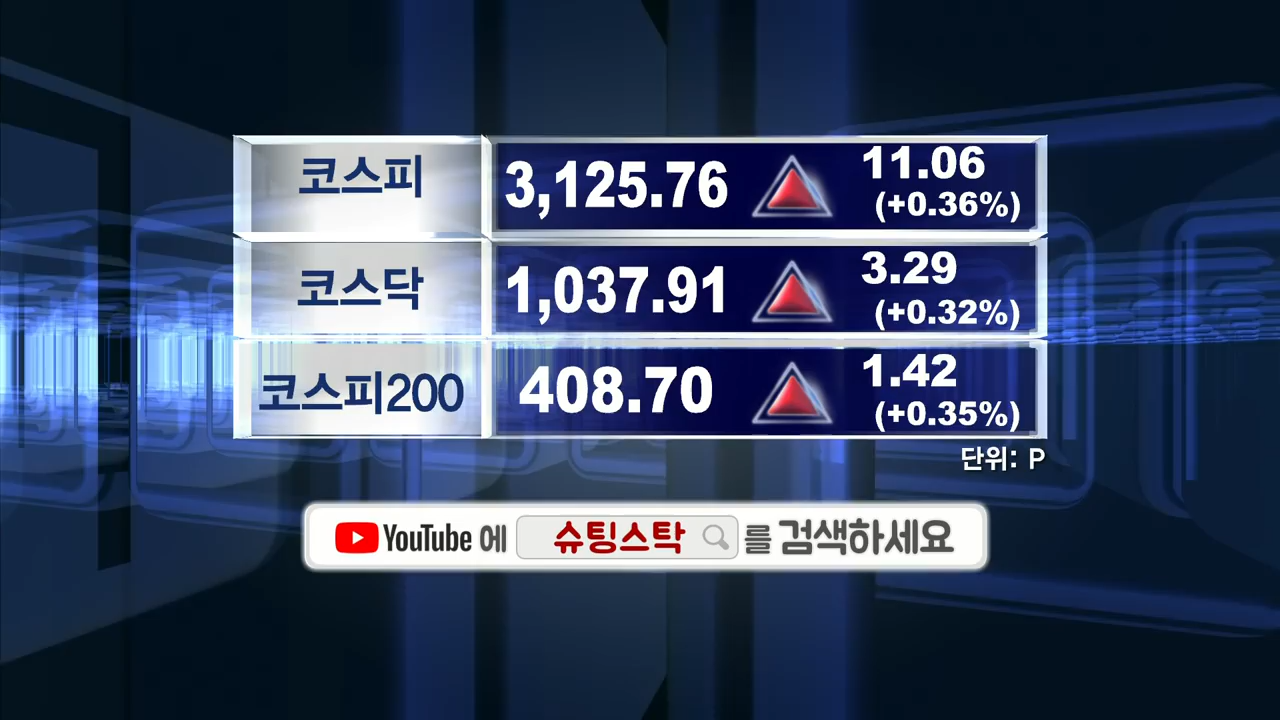 코스피 3,125.76 ▲ 11.06 (+0.36%)
코스닥 1,037.91 ▲ 3.29 (+0.32%)
코스피200 408.70 ▲ 1.42 (+0.35%)
단위: P
YouTube 에 슈팅스탁 를 검색하세요